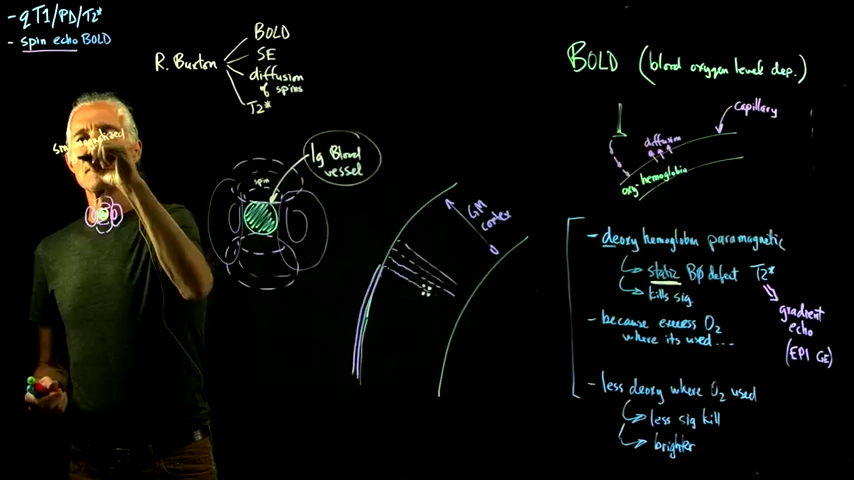 - qT1/PD/T2*
- spin echo BOLD
R. Buxton
BOLD
SE
diffusion
of spins
T2*
BOLD (blood oxygen level dep.)
capillary
diffusion
oxy-hemoglobin
lg Blood
vessel
spin
GM
cortex
- deoxy hemoglobin paramagnetic
static B0 defect T2*
kills sig.
gradient
echo
(EPI GE)
- because excess O2
where its used...
- less deoxy where O2 used
less sig kill
brighter